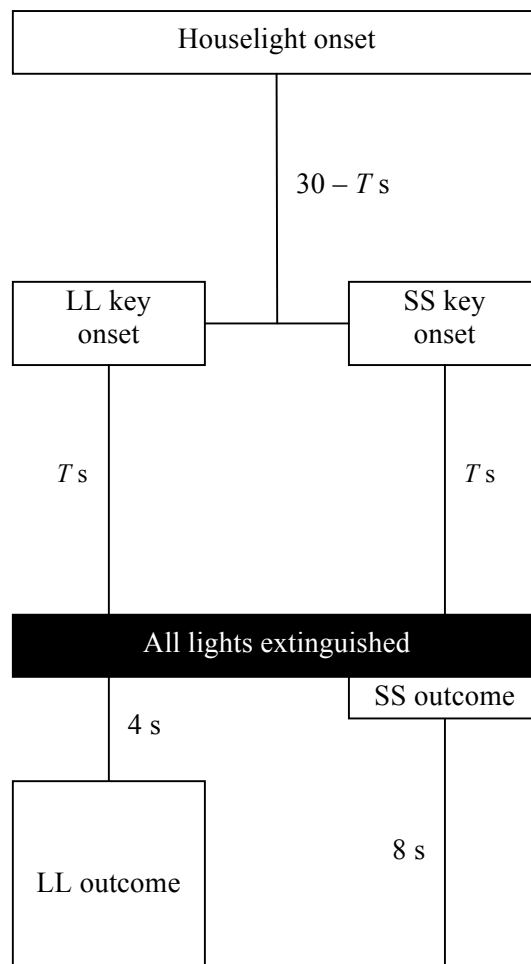 Houselight onset
30 – T s
LL key
onset
SS key
onset
T s
T s
All lights extinguished
SS outcome
4 s
8 s
LL outcome